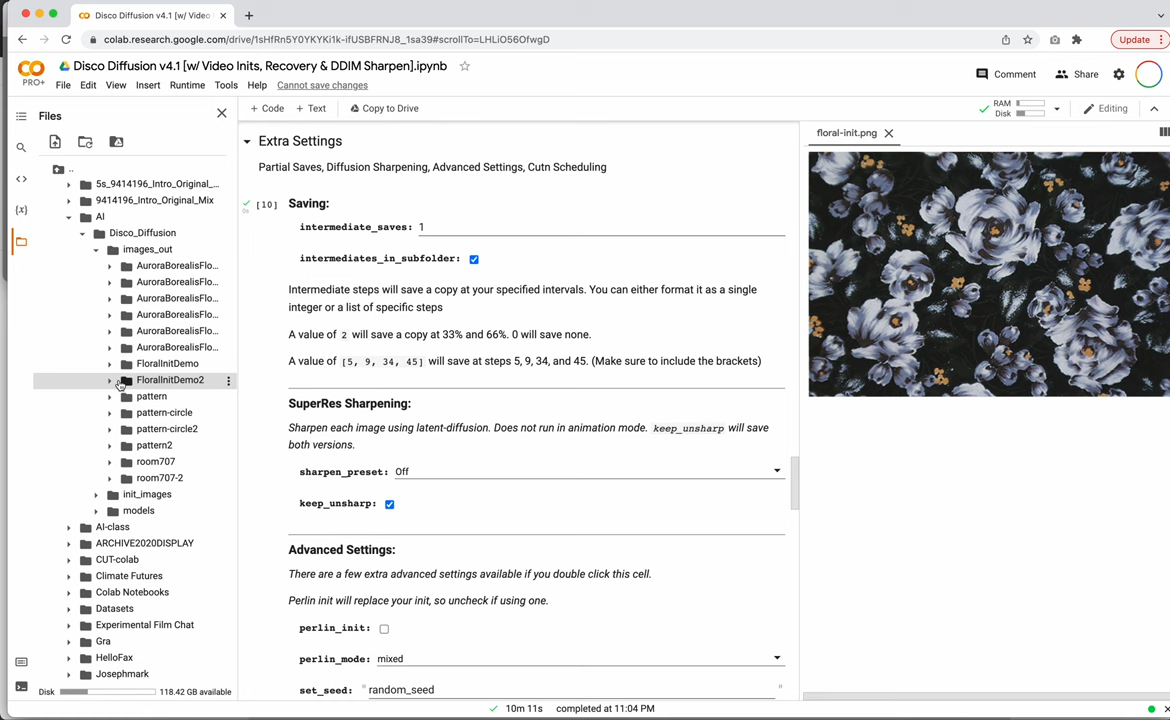 Disco Diffusion v4.1 [w/ Video
colab.research.google.com/drive/1sHfRn5Y0YKYKi1k-ifUSBFRNJ8_1sa39#scrollTo=LHLiO56OfwgD
Update
PRO+
Disco Diffusion v4.1 [w/ Video Inits, Recovery & DDIM Sharpen].ipynb
File Edit View Insert Runtime Tools Help Cannot save changes
Comment
Share
Files
+ Code + Text Copy to Drive
RAM
Disk
Editing
..
5s_9414196_Intro_Original_...
9414196_Intro_Original_Mix
AI
Disco_Diffusion
images_out
AuroraBorealisFlo...
AuroraBorealisFlo...
AuroraBorealisFlo...
AuroraBorealisFlo...
AuroraBorealisFlo...
AuroraBorealisFlo...
FloralInitDemo
FloralInitDemo2
pattern
pattern-circle
pattern-circle2
pattern2
room707
room707-2
init_images
models
AI-class
ARCHIVE2020DISPLAY
CUT-colab
Climate Futures
Colab Notebooks
Datasets
Experimental Film Chat
Gra
HelloFax
Josephmark
Disk 118.42 GB available
Extra Settings
Partial Saves, Diffusion Sharpening, Advanced Settings, Cutn Scheduling
[10] Saving:
0s
intermediate_saves: 1
intermediates_in_subfolder:
Intermediate steps will save a copy at your specified intervals. You can either format it as a single
integer or a list of specific steps
A value of 2 will save a copy at 33% and 66%. 0 will save none.
A value of [5, 9, 34, 45] will save at steps 5, 9, 34, and 45. (Make sure to include the brackets)
SuperRes Sharpening:
Sharpen each image using latent-diffusion. Does not run in animation mode. keep_unsharp will save
both versions.
sharpen_preset: Off
keep_unsharp:
Advanced Settings:
There are a few extra advanced settings available if you double click this cell.
Perlin init will replace your init, so uncheck if using one.
perlin_init:
perlin_mode: mixed
set_seed: " random_seed "
floral-init.png
10m 11s completed at 11:04 PM